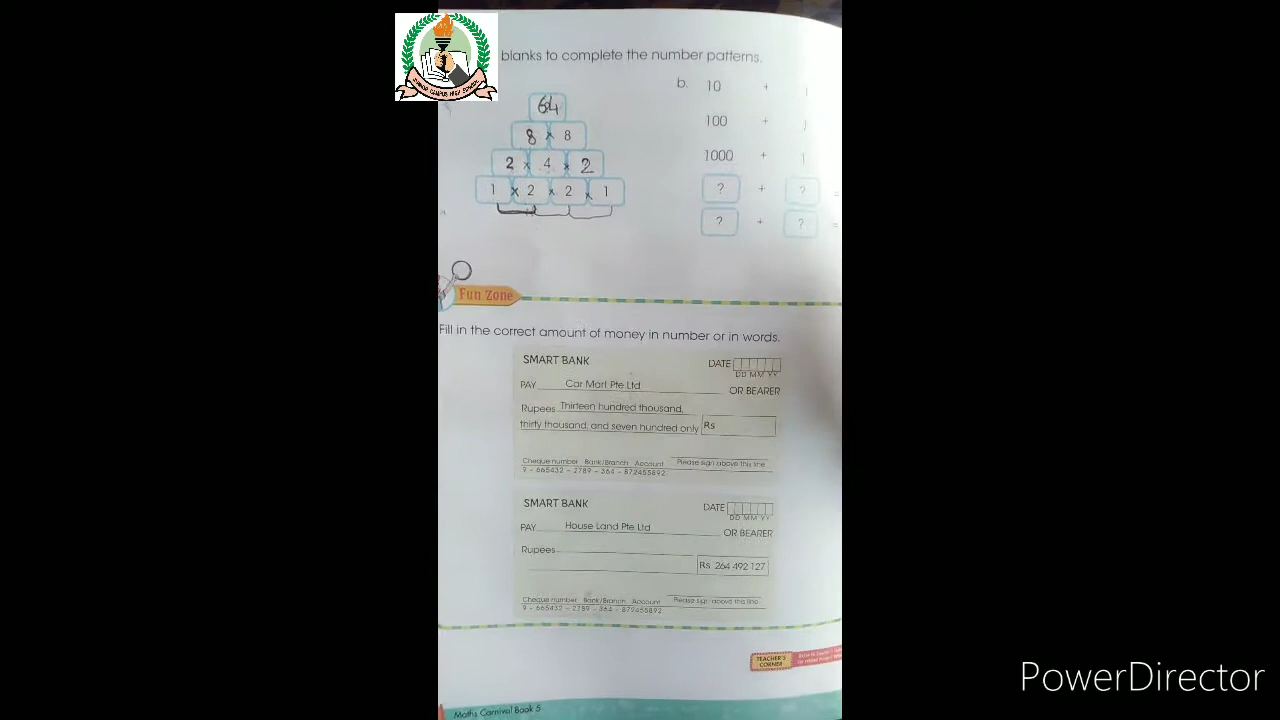 blanks to complete the number patterns.
64
8 × 8
2 × 4 × 2
1 × 2 × 2 × 1
b. 10 + 1
100 + 1
1000 + 1
? + ? =
? + ? =
Fun Zone
Fill in the correct amount of money in number or in words.
SMART BANK DATE
DD MM YY
PAY Car Mart Pte Ltd OR BEARER
Rupees Thirteen hundred thousand,
thirty thousand, and seven hundred only Rs
Cheque number Bank/Branch Account Please sign above this line
9 - 665432 - 2789 - 364 - 872455892
SMART BANK DATE
DD MM YY
PAY House Land Pte Ltd OR BEARER
Rupees
Rs 264 492 127
Cheque number Bank/Branch Account Please sign above this line
9 - 665432 - 2789 - 364 - 872455892
TEACHER'S
CORNER
Maths Carnival Book 5
PowerDirector